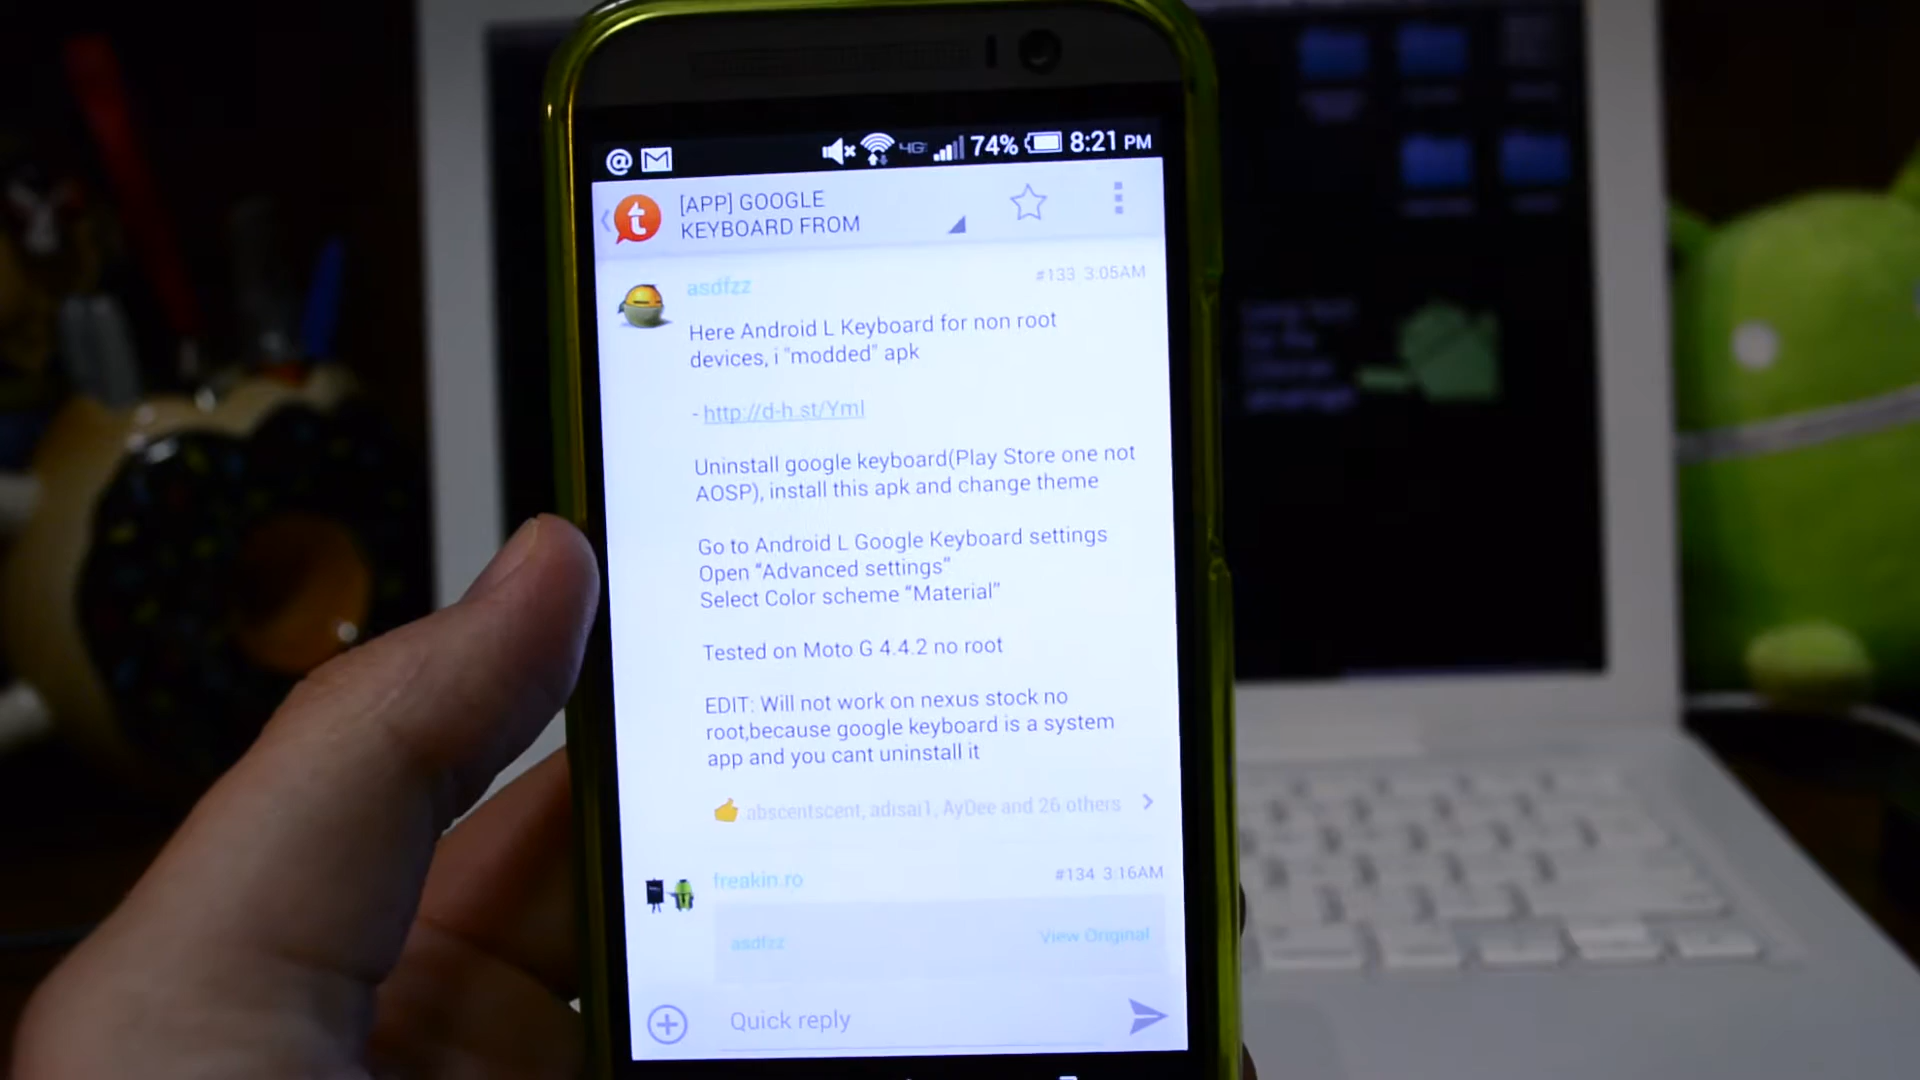 74% 8:21 PM
[APP] GOOGLE
KEYBOARD FROM
asdfzz
#133 3:05AM
Here Android L Keyboard for non root
devices, i "modded" apk
- http://d-h.st/Yml
Uninstall google keyboard(Play Store one not
AOSP), install this apk and change theme
Go to Android L Google Keyboard settings
Open “Advanced settings”
Select Color scheme “Material”
Tested on Moto G 4.4.2 no root
EDIT: Will not work on nexus stock no
root,because google keyboard is a system
app and you cant uninstall it
abscentscent, adisai1, AyDee and 26 others
freakin.ro
#134 3:16AM
asdfzz
View Original
Quick reply